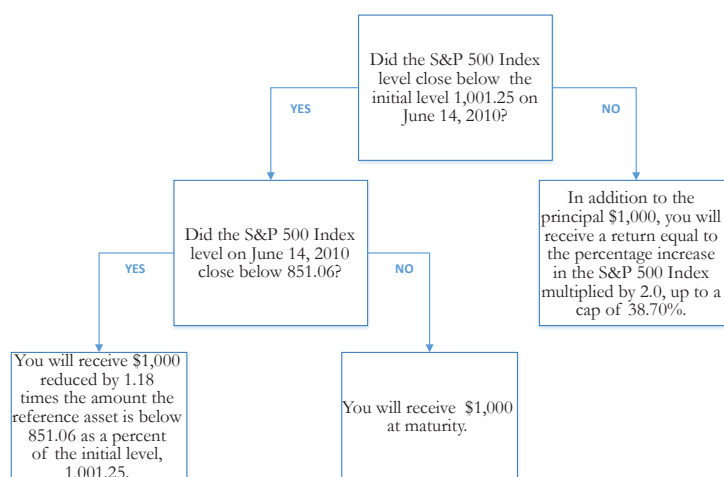 Did the S&P 500 Index
level close below the
initial level 1,001.25 on
June 14, 2010?
YES
NO
Did the S&P 500 Index
level on June 14, 2010
close below 851.06?
In addition to the
principal $1,000, you will
receive a return equal to
the percentage increase
in the S&P 500 Index
multiplied by 2.0, up to a
cap of 38.70%.
YES
NO
You will receive $1,000
reduced by 1.18
times the amount the
reference asset is below
851.06 as a percent
of the initial level,
1,001.25.
You will receive $1,000
at maturity.